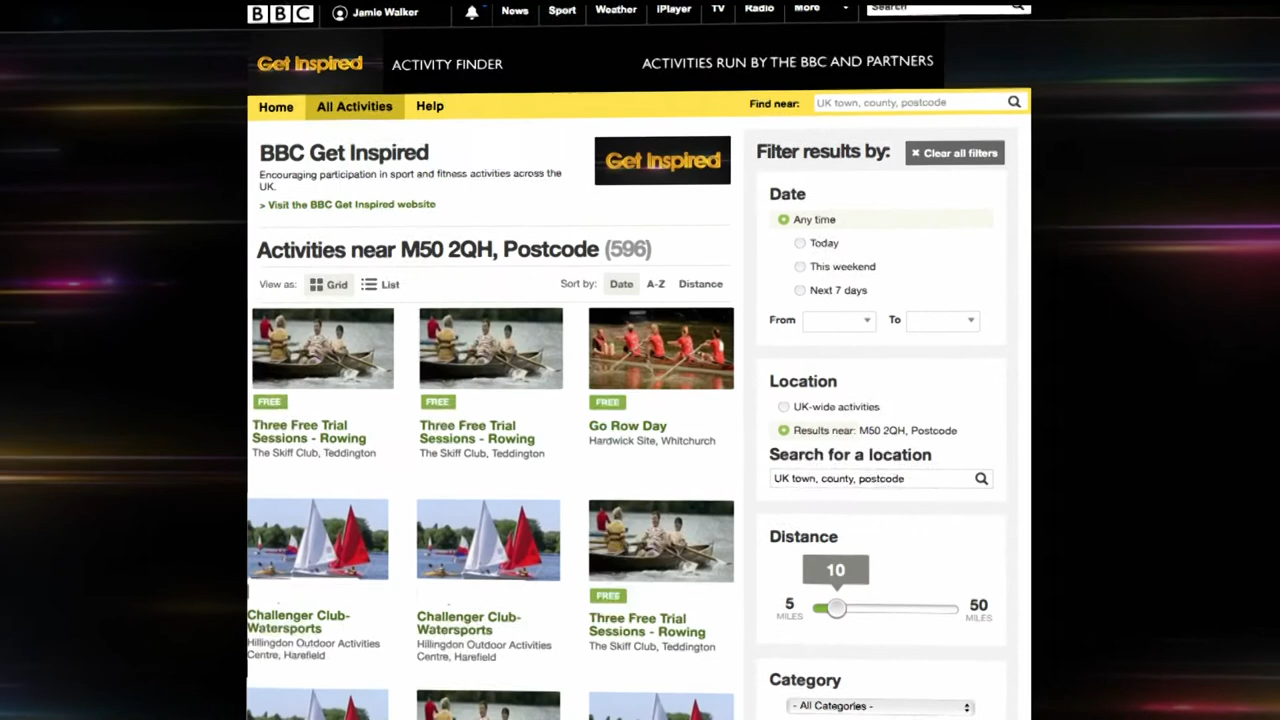 BBC
Jamie Walker
News
Sport
Weather
iPlayer
TV
Radio
More
Search
Get Inspired
ACTIVITY FINDER
ACTIVITIES RUN BY THE BBC AND PARTNERS
Home
All Activities
Help
Find near:
UK town, county, postcode
BBC Get Inspired
Encouraging participation in sport and fitness activities across the
UK.
> Visit the BBC Get Inspired website
Get Inspired
Activities near M50 2QH, Postcode (596)
View as:
Grid
List
Sort by:
Date
A-Z
Distance
FREE
Three Free Trial
Sessions - Rowing
The Skiff Club, Teddington
FREE
Three Free Trial
Sessions - Rowing
The Skiff Club, Teddington
FREE
Go Row Day
Hardwick Site, Whitchurch
Challenger Club-
Watersports
Hillingdon Outdoor Activities
Centre, Harefield
Challenger Club-
Watersports
Hillingdon Outdoor Activities
Centre, Harefield
FREE
Three Free Trial
Sessions - Rowing
The Skiff Club, Teddington
Filter results by:
× Clear all filters
Date
Any time
Today
This weekend
Next 7 days
From
To
Location
UK-wide activities
Results near: M50 2QH, Postcode
Search for a location
UK town, county, postcode
Distance
10
5
MILES
50
MILES
Category
- All Categories -